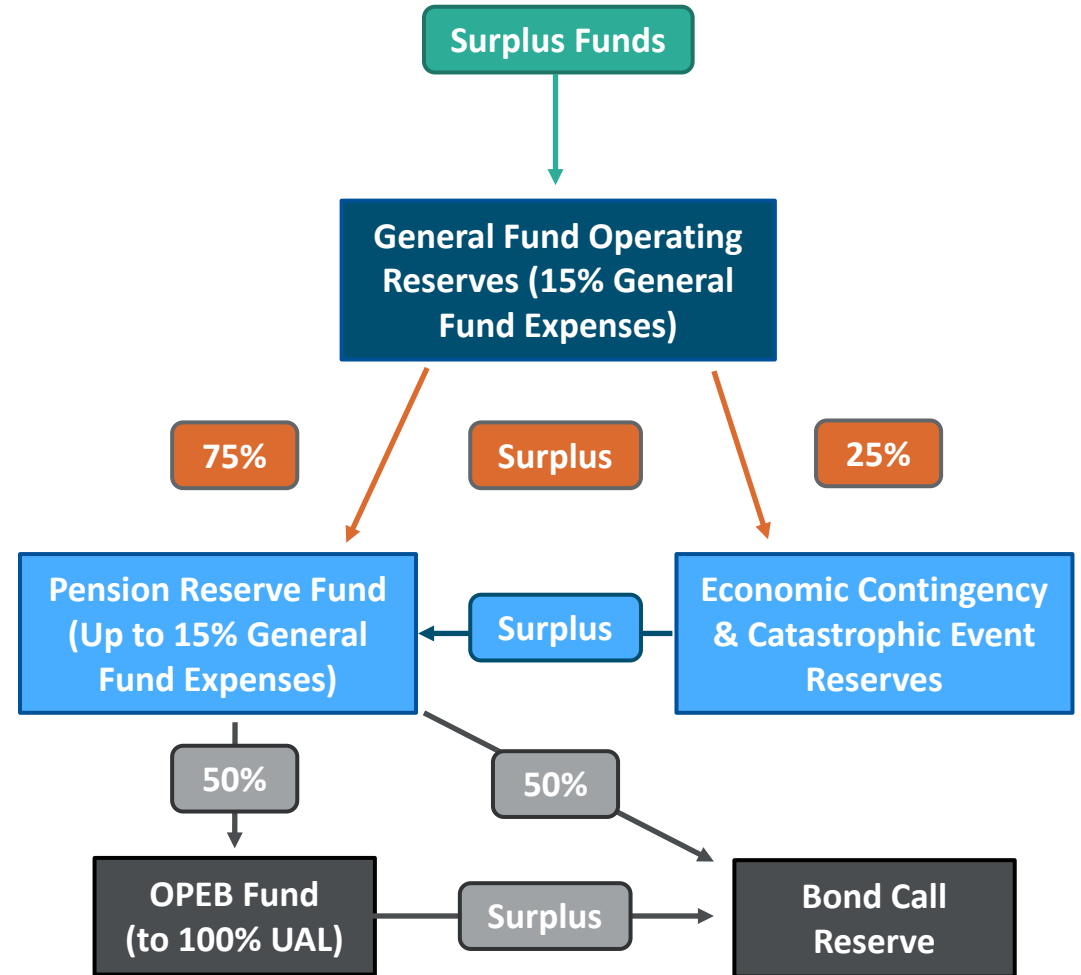 Surplus Funds
General Fund Operating
Reserves (15% General
Fund Expenses)
75%
Surplus
25%
Pension Reserve Fund
(Up to 15% General
Fund Expenses)
Surplus
Economic Contingency
& Catastrophic Event
Reserves
50%
50%
OPEB Fund
(to 100% UAL)
Surplus
Bond Call
Reserve